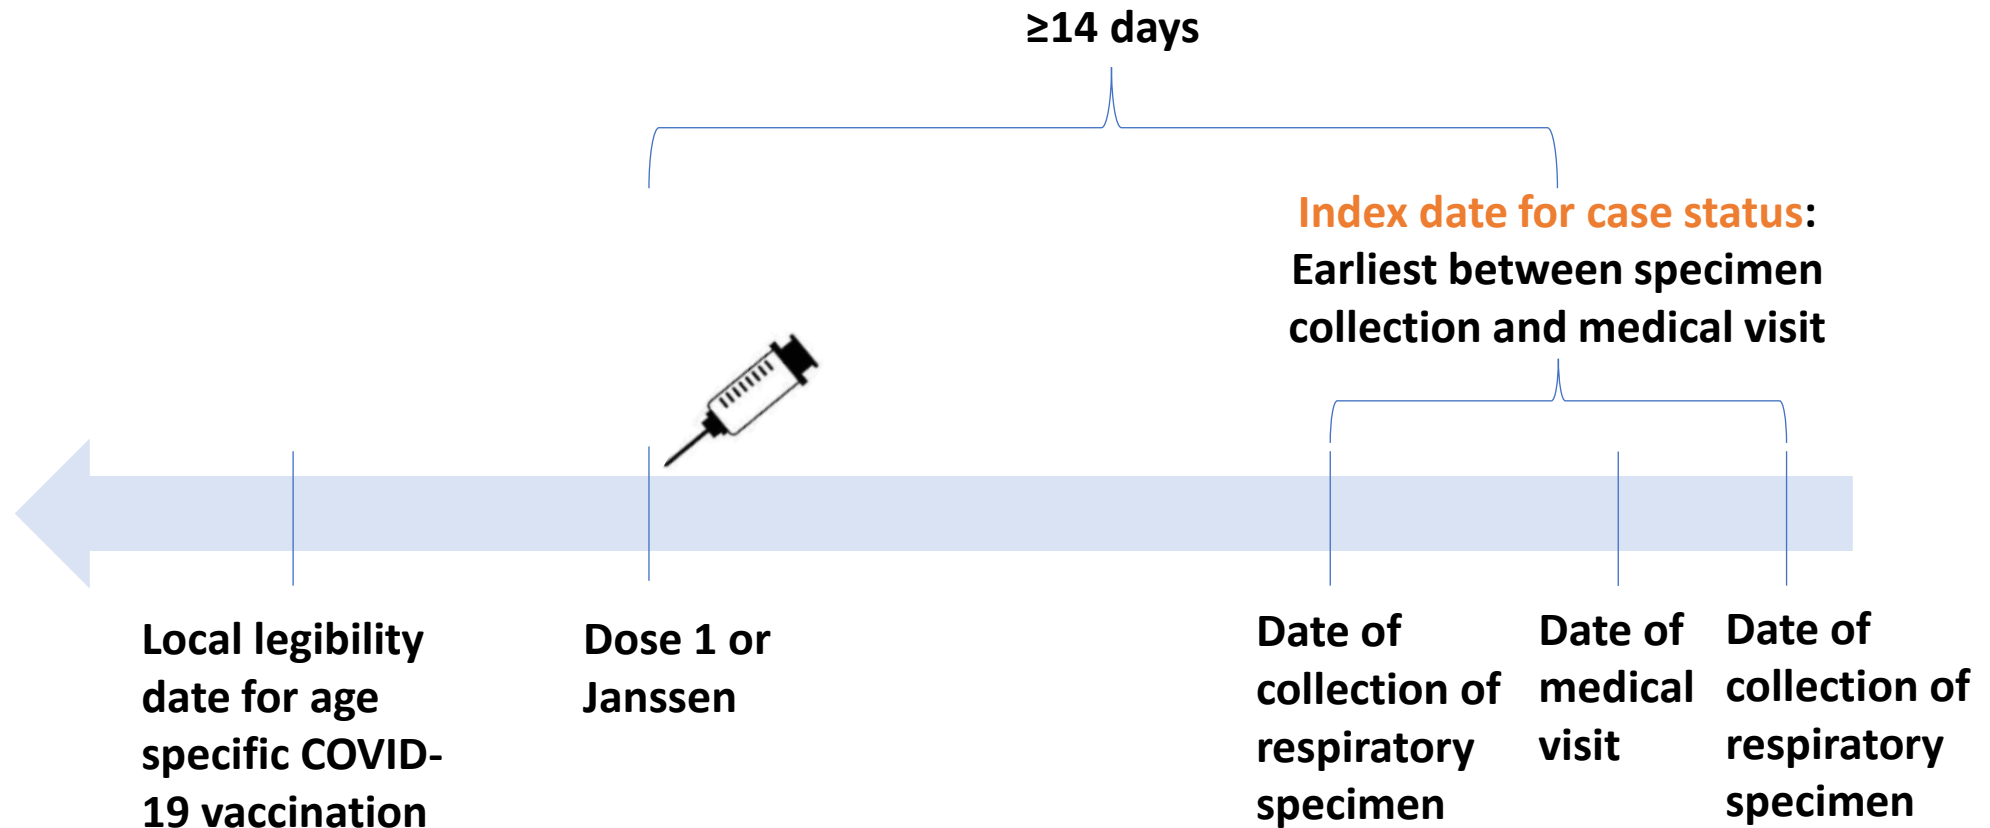 ≥14 days
Index date for case status:
Earliest between specimen
collection and medical visit
Local legibility
date for age
specific COVID-
19 vaccination
Dose 1 or
Janssen
Date of
collection of
respiratory
specimen
Date of
medical
visit
Date of
collection of
respiratory
specimen